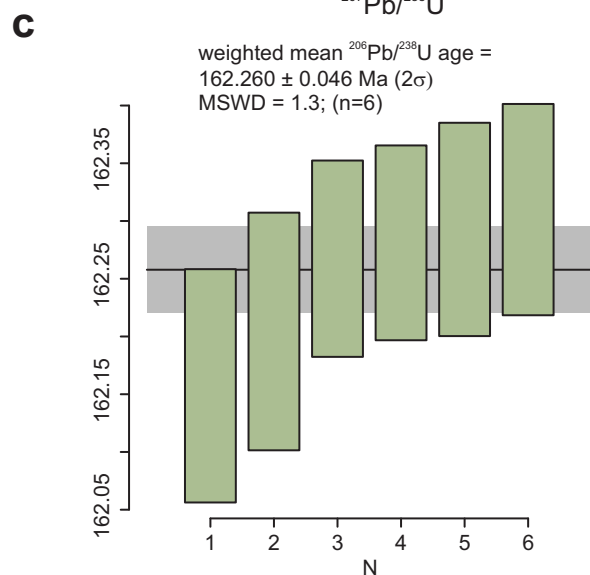 c
weighted mean ²⁰⁶Pb/²³⁸U age =
162.260 ± 0.046 Ma (2σ)
MSWD = 1.3; (n=6)
162.35
162.25
162.15
162.05
1 2 3 4 5 6
N